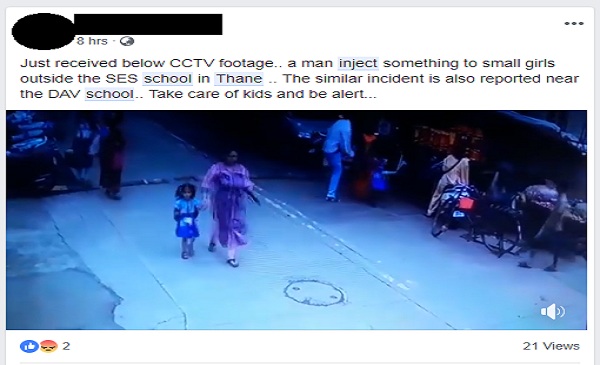 8 hrs ·
Just received below CCTV footage.. a man inject something to small girls
outside the SES school in Thane .. The similar incident is also reported near
the DAV school.. Take care of kids and be alert...
2
21 Views